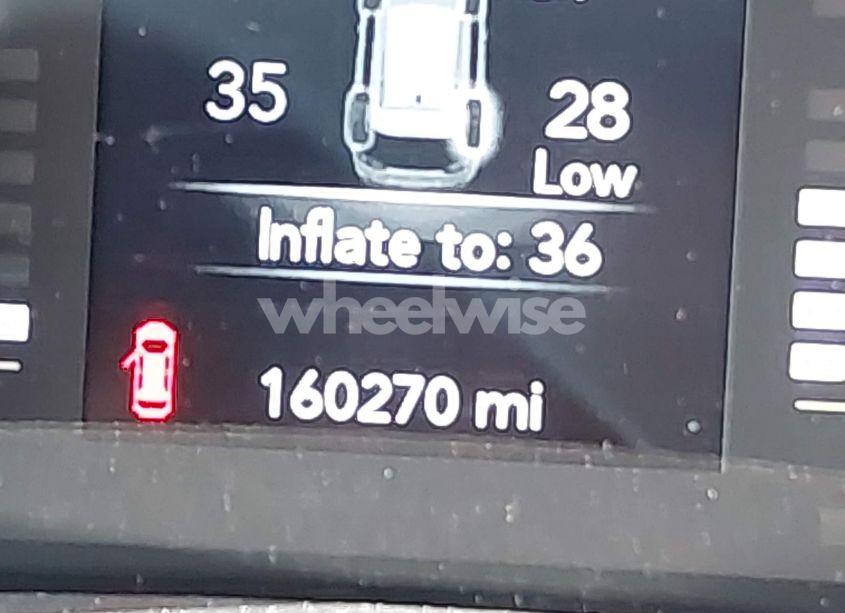 35
28
Low
Inflate to: 36
wheelwise
160270 mi